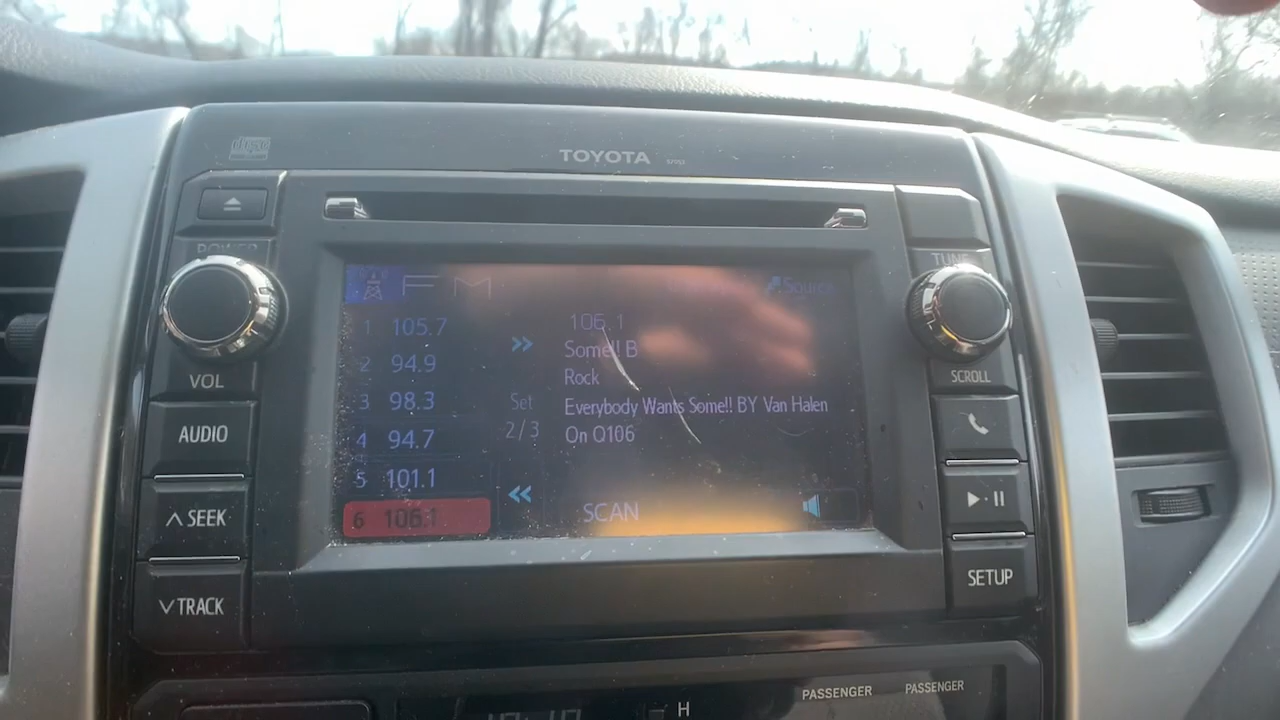 disc
TOYOTA
57051
POWER
TUNE
FM
Source
1 105.7
106.1
2 94.9
Some!! B
Rock
3 98.3
Set
Everybody Wants Some!! BY Van Halen
2/3
On Q106
4 94.7
5 101.1
6 106.1
SCAN
VOL
SCROLL
AUDIO
SEEK
TRACK
SETUP
PASSENGER
PASSENGER
H